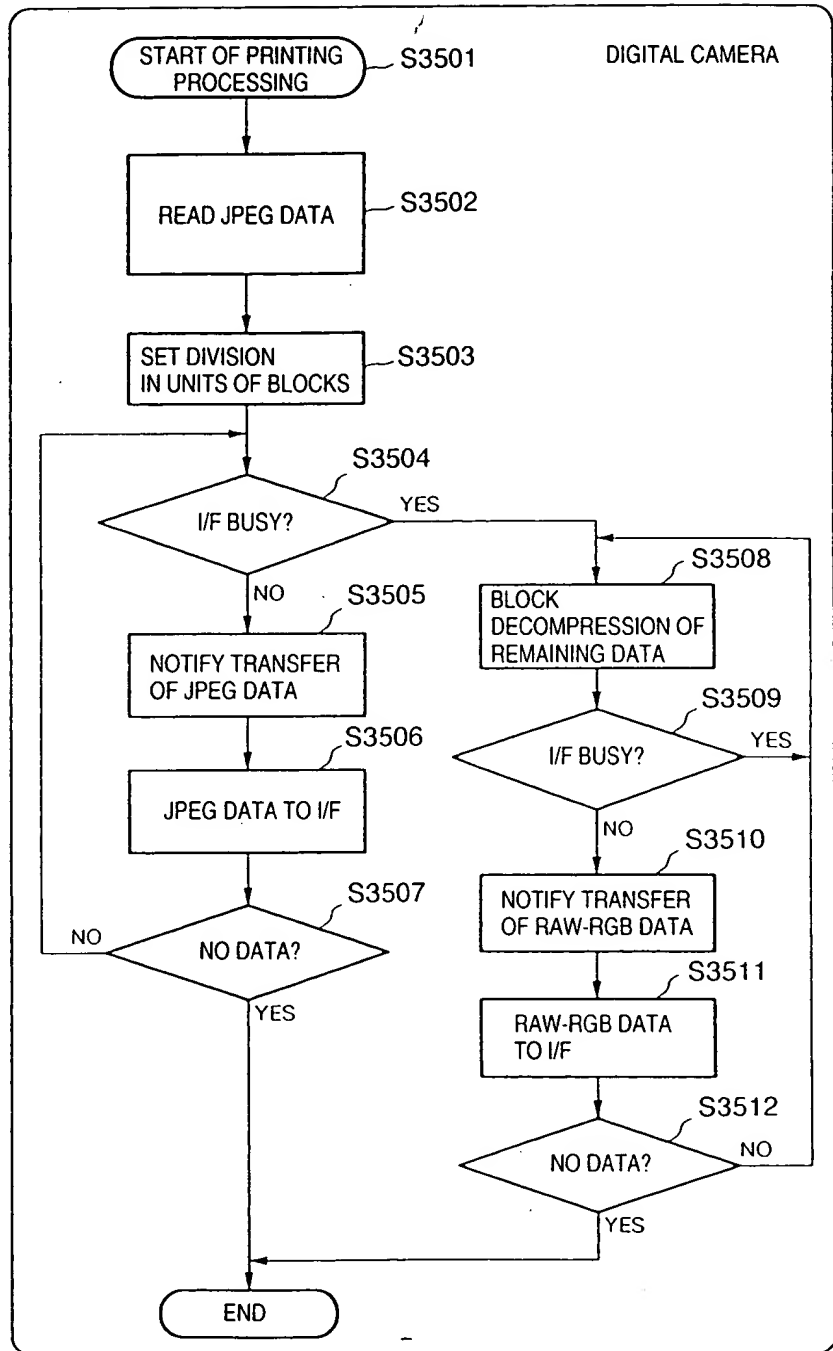 DIGITAL CAMERA
START OF PRINTING
PROCESSING
S3501
READ JPEG DATA
S3502
SET DIVISION
IN UNITS OF BLOCKS
S3503
S3504
I/F BUSY?
YES
NO
S3505
NOTIFY TRANSFER
OF JPEG DATA
S3506
JPEG DATA TO I/F
S3507
NO DATA?
NO
YES
S3508
BLOCK
DECOMPRESSION OF
REMAINING DATA
S3509
I/F BUSY?
YES
NO
S3510
NOTIFY TRANSFER
OF RAW-RGB DATA
S3511
RAW-RGB DATA
TO I/F
S3512
NO DATA?
NO
YES
END